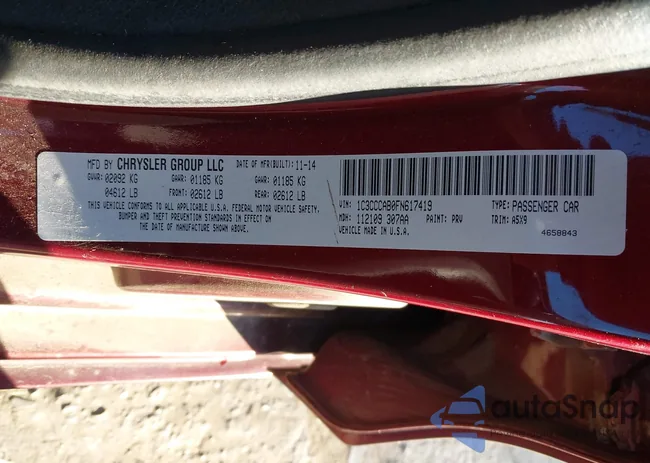 MFD BY CHRYSLER GROUP LLC DATE OF MFR(BUILT): 11-14
GVWR: 02092 KG GAWR: 01185 KG GAWR: 01185 KG
04612 LB FRONT: 02612 LB REAR: 02612 LB
THIS VEHICLE CONFORMS TO ALL APPLICABLE U.S.A. FEDERAL MOTOR VEHICLE SAFETY,
BUMPER AND THEFT PREVENTION STANDARDS IN EFFECT ON
THE DATE OF MANUFACTURE SHOWN ABOVE.
VIN: 1C3CCCAB0FN617419 TYPE: PASSENGER CAR
MDH: 112109 307AA PAINT: PRV TRIM: A5X9
VEHICLE MADE IN U.S.A. 4658843
autoSnap